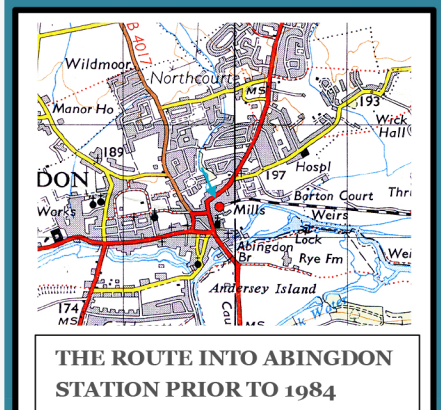 B 4017
Wildmoor
Northcourt
MS
193
Manor Ho
Wick
Hall
189
Hospl
197
DON
Barton Court
Thr
Works
Mills
Weirs
Lock
Abingdon
Br
Rye Fm
Wei
Andersey Island
174
MS
Cau
k Water
MS
THE ROUTE INTO ABINGDON
STATION PRIOR TO 1984